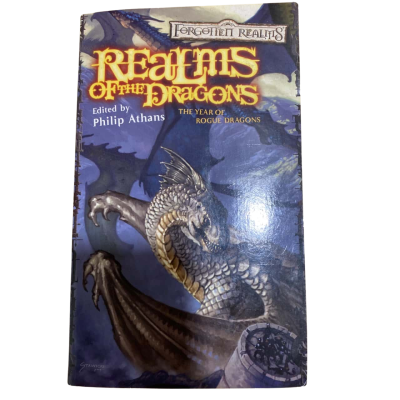 FORGOTTEN REALMS
REALMS
OF THE DRAGONS
Edited by
Philip Athans
THE YEAR OF
ROGUE DRAGONS